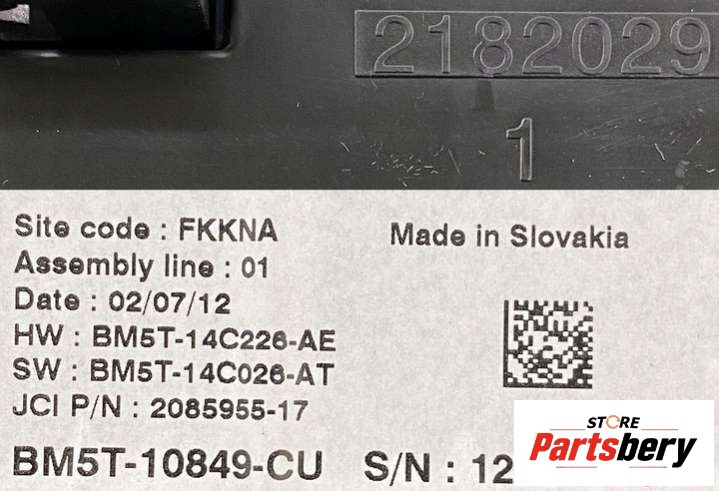 2182029
1
Site code : FKKNA
Made in Slovakia
Assembly line : 01
Date : 02/07/12
HW : BM5T-14C226-AE
SW : BM5T-14C026-AT
JCI P/N : 2085955-17
BM5T-10849-CU S/N : 12
STORE
Partsbery